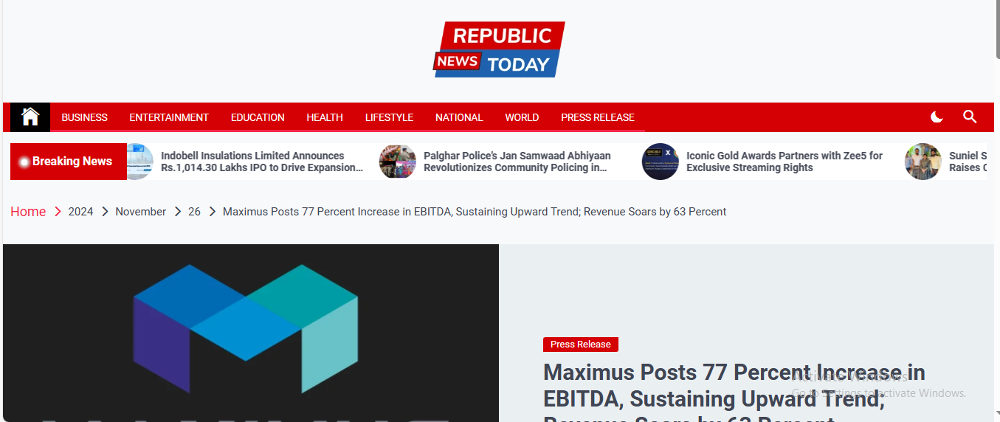 REPUBLIC
NEWS TODAY
BUSINESS ENTERTAINMENT EDUCATION HEALTH LIFESTYLE NATIONAL WORLD PRESS RELEASE
Breaking News
Indobell Insulations Limited Announces
Rs.1,014.30 Lakhs IPO to Drive Expansion...
Palghar Police's Jan Samwaad Abhiyaan
Revolutionizes Community Policing in...
Iconic Gold Awards Partners with Zee5 for
Exclusive Streaming Rights
Suniel S
Raises C
Home > 2024 > November > 26 > Maximus Posts 77 Percent Increase in EBITDA, Sustaining Upward Trend; Revenue Soars by 63 Percent
Press Release
Maximus Posts 77 Percent Increase in
EBITDA, Sustaining Upward Trend;
Revenue Soars by 63 Percent
Activate Windows
Go to Settings to activate Windows.